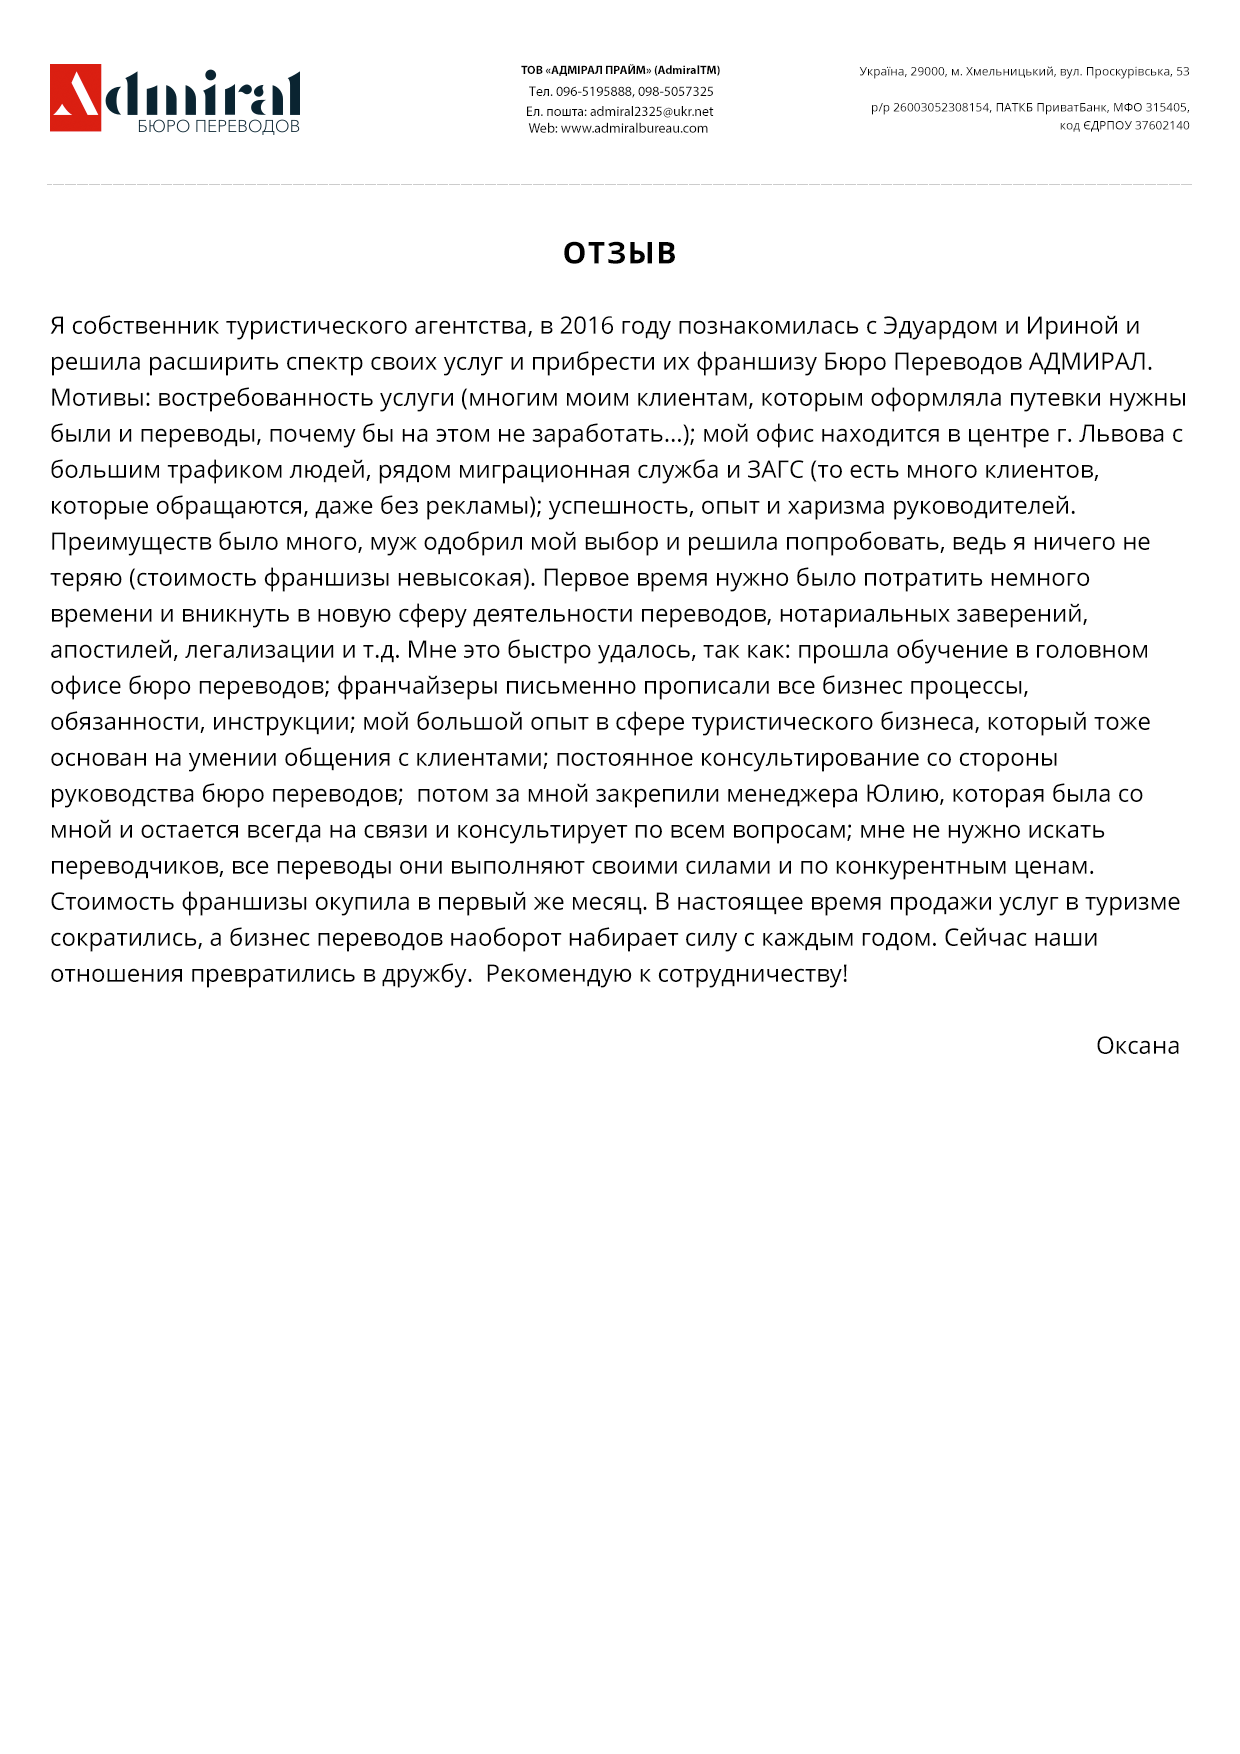 Admiral
БЮРО ПЕРЕВОДОВ
ТОВ «АДМІРАЛ ПРАЙМ» (AdmiralTM)
Тел. 096-5195888, 098-5057325
Ел. пошта: admiral2325@ukr.net
Web: www.admiralbureau.com
Україна, 29000, м. Хмельницький, вул. Проскурівська, 53
р/р 26003052308154, ПАТКБ ПриватБанк, МФО 315405,
код ЄДРПОУ 37602140
ОТЗЫВ
Я собственник туристического агентства, в 2016 году познакомилась с Эдуардом и Ириной и
решила расширить спектр своих услуг и прибрести их франшизу Бюро Переводов АДМИРАЛ.
Мотивы: востребованность услуги (многим моим клиентам, которым оформляла путевки нужны
были и переводы, почему бы на этом не заработать...); мой офис находится в центре г. Львова с
большим трафиком людей, рядом миграционная служба и ЗАГС (то есть много клиентов,
которые обращаются, даже без рекламы); успешность, опыт и харизма руководителей.
Преимуществ было много, муж одобрил мой выбор и решила попробовать, ведь я ничего не
теряю (стоимость франшизы невысокая). Первое время нужно было потратить немного
времени и вникнуть в новую сферу деятельности переводов, нотариальных заверений,
апостилей, легализации и т.д. Мне это быстро удалось, так как: прошла обучение в головном
офисе бюро переводов; франчайзеры письменно прописали все бизнес процессы,
обязанности, инструкции; мой большой опыт в сфере туристического бизнеса, который тоже
основан на умении общения с клиентами; постоянное консультирование со стороны
руководства бюро переводов;  потом за мной закрепили менеджера Юлию, которая была со
мной и остается всегда на связи и консультирует по всем вопросам; мне не нужно искать
переводчиков, все переводы они выполняют своими силами и по конкурентным ценам.
Стоимость франшизы окупила в первый же месяц. В настоящее время продажи услуг в туризме
сократились, а бизнес переводов наоборот набирает силу с каждым годом. Сейчас наши
отношения превратились в дружбу.  Рекомендую к сотрудничеству!
Оксана